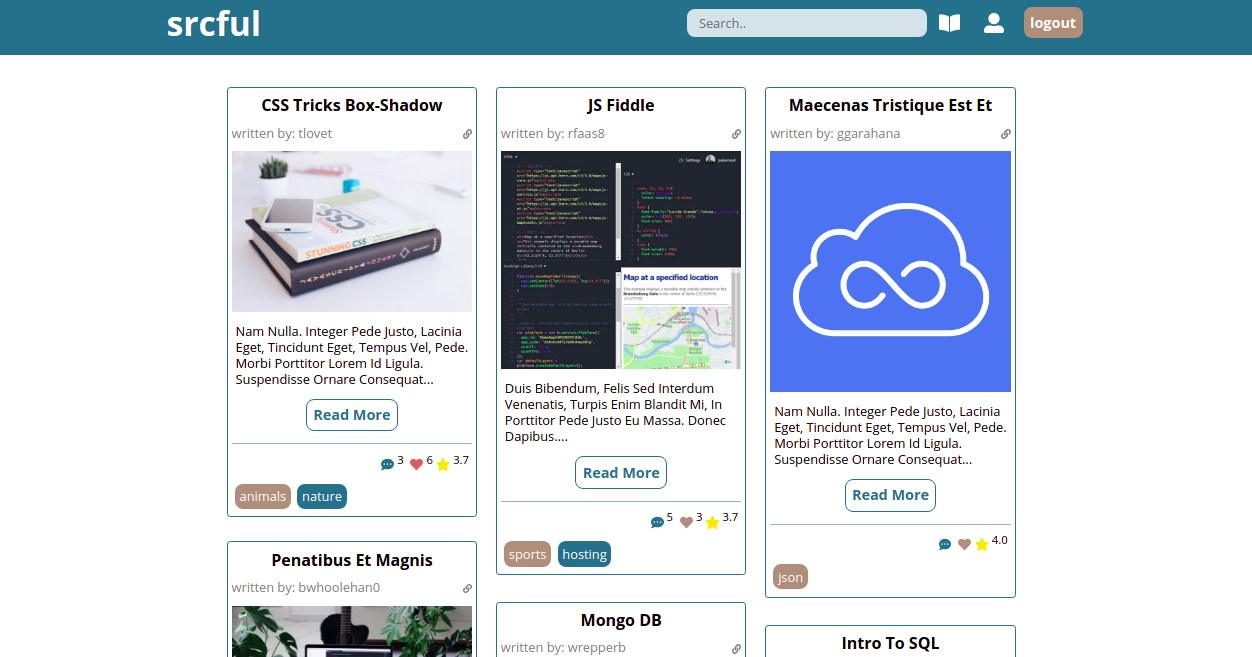 srcful
Search..
logout
CSS Tricks Box-Shadow
written by: tlovet
STUNNING CSS
Nam Nulla. Integer Pede Justo, Lacinia
Eget, Tincidunt Eget, Tempus Vel, Pede.
Morbi Porttitor Lorem Id Ligula.
Suspendisse Ornare Consequat...
Read More
3 6 3.7
animals nature
Penatibus Et Magnis
written by: bwhoolehan0
JS Fiddle
written by: rfaas8
Settings
Map at a specified location
Duis Bibendum, Felis Sed Interdum
Venenatis, Turpis Enim Blandit Mi, In
Porttitor Pede Justo Eu Massa. Donec
Dapibus....
Read More
5 3 3.7
sports hosting
Mongo DB
written by: wrepperb
Maecenas Tristique Est Et
written by: ggarahana
Nam Nulla. Integer Pede Justo, Lacinia
Eget, Tincidunt Eget, Tempus Vel, Pede.
Morbi Porttitor Lorem Id Ligula.
Suspendisse Ornare Consequat...
Read More
4.0
json
Intro To SQL